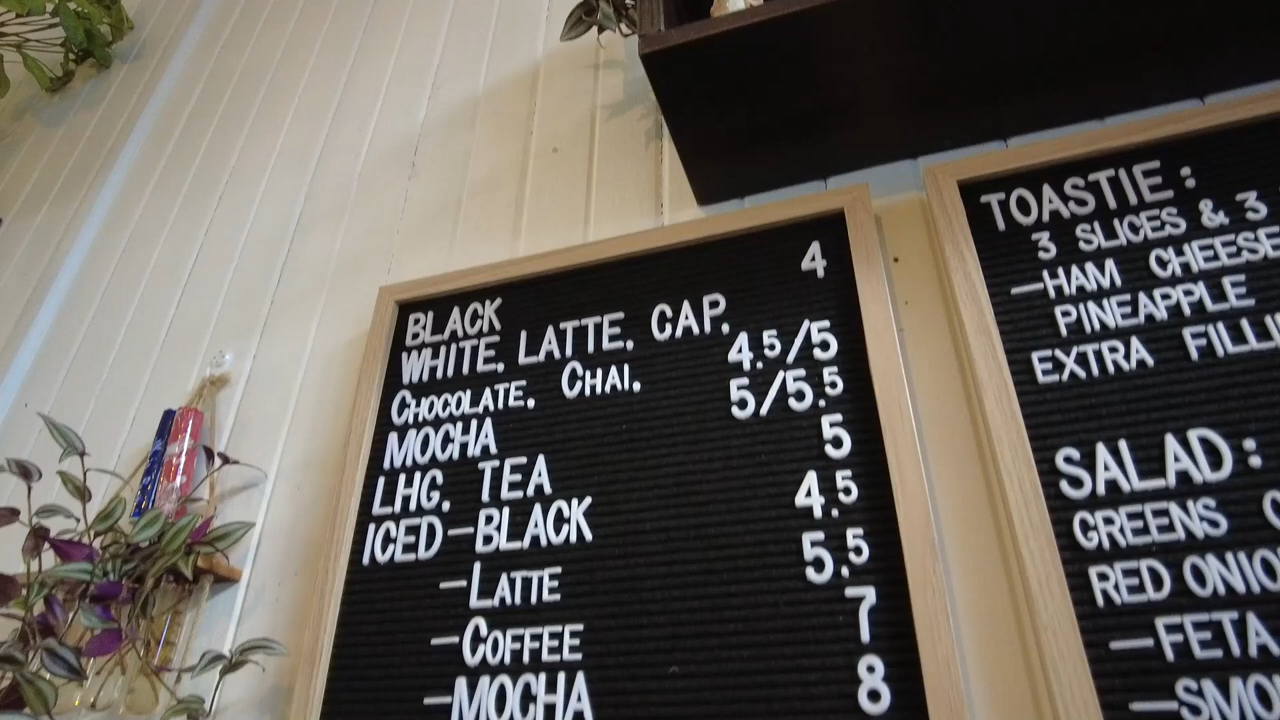 BLACK 4
WHITE. LATTE. CAP.
CHOCOLATE. CHAI. 4.5/5
MOCHA 5/5.5
LHG. TEA 5
ICED-BLACK 4.5
-LATTE 5.5
-COFFEE 7
-MOCHA 8
TOASTIE:
3 SLICES & 3
-HAM CHEESE
PINEAPPLE
EXTRA
SALAD:
GREENS
RED
-FETA